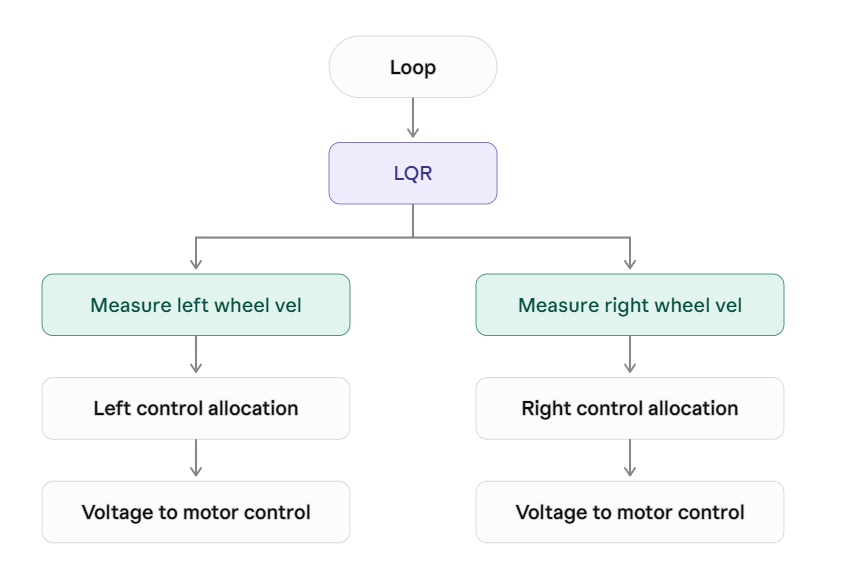 Loop
LQR
Measure left wheel vel
Measure right wheel vel
Left control allocation
Right control allocation
Voltage to motor control
Voltage to motor control